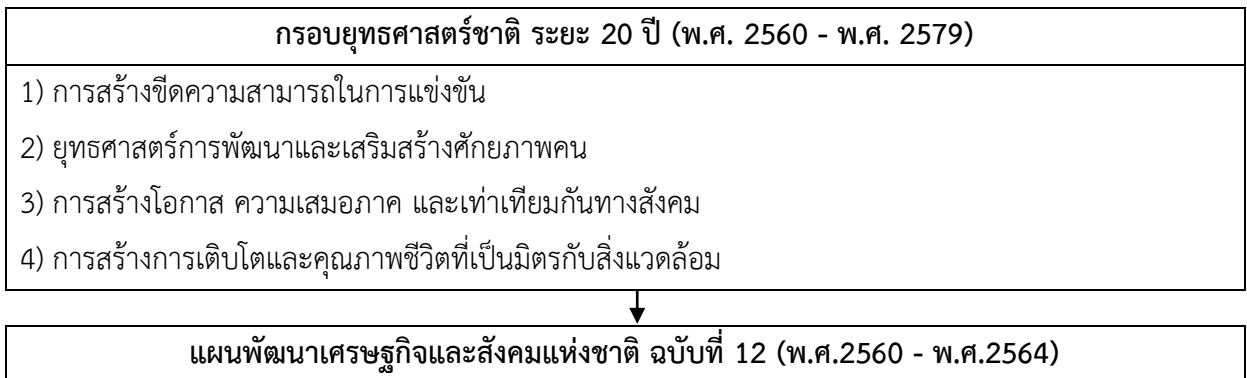 กรอบยุทธศาสตร์ชาติ ระยะ 20 ปี (พ.ศ. 2560 - พ.ศ. 2579)
1) การสร้างขีดความสามารถในการแข่งขัน
2) ยุทธศาสตร์การพัฒนาและเสริมสร้างศักยภาพคน
3) การสร้างโอกาส ความเสมอภาค และเท่าเทียมกันทางสังคม
4) การสร้างการเติบโตและคุณภาพชีวิตที่เป็นมิตรกับสิ่งแวดล้อม
แผนพัฒนาเศรษฐกิจและสังคมแห่งชาติ ฉบับที่ 12 (พ.ศ.2560 - พ.ศ.2564)